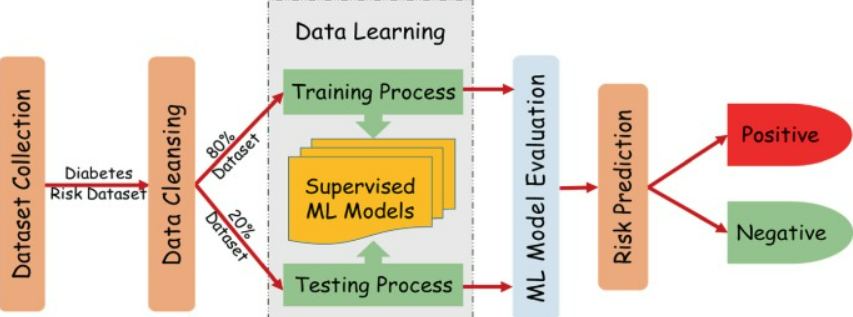 Dataset Collection
Diabetes
Risk Dataset
Data Cleansing
80%
Dataset
20%
Dataset
Data Learning
Training Process
Supervised
ML Models
Testing Process
ML Model Evaluation
Risk Prediction
Positive
Negative